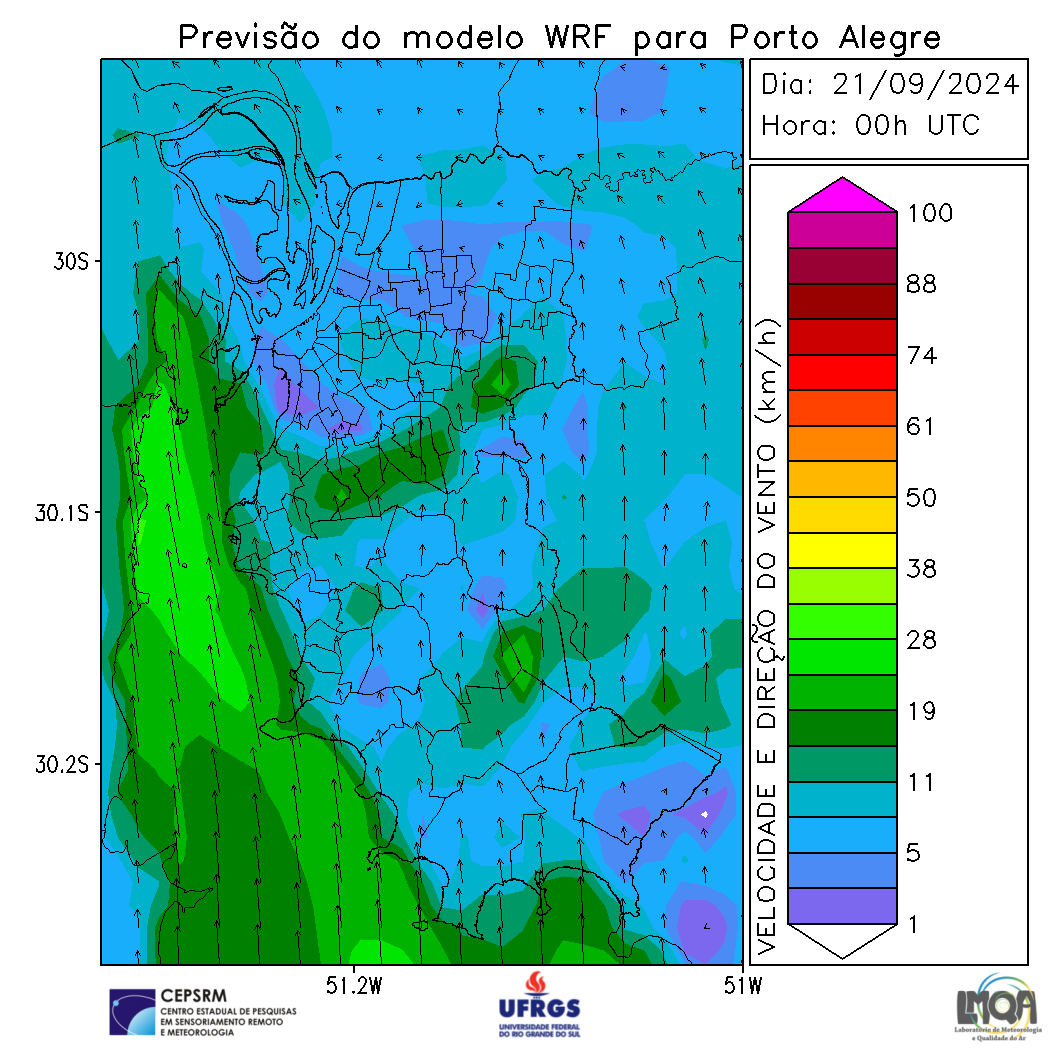 Previsão do modelo WRF para Porto Alegre
Dia: 21/09/2024
Hora: 00h UTC
30S
30.1S
30.2S
51.2W
51W
VELOCIDADE E DIREÇÃO DO VENTO (km/h)
100
88
74
61
50
38
28
19
11
5
1
CEPSRM
CENTRO ESTADUAL DE PESQUISAS
EM SENSORIAMENTO REMOTO
E METEOROLOGIA
UFRGS
UNIVERSIDADE FEDERAL
DO RIO GRANDE DO SUL
LMQA
Laboratório de Meteorologia
e Qualidade do Ar